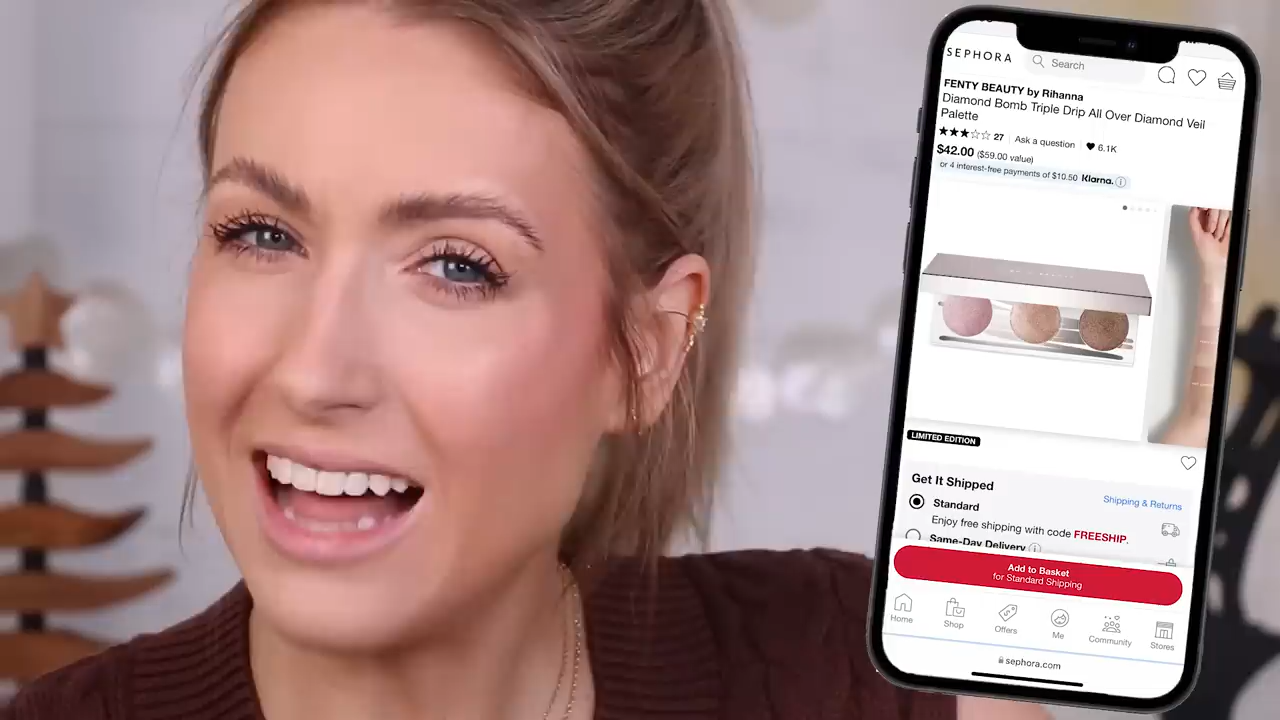 SEPHORA
Search
FENTY BEAUTY by Rihanna
Diamond Bomb Triple Drip All Over Diamond Veil
Palette
27 Ask a question 6.1K
$42.00 ($59.00 value)
or 4 interest-free payments of $10.50 Klarna.
LIMITED EDITION
Get It Shipped
Shipping & Returns
Standard
Enjoy free shipping with code FREESHIP.
Same-Day Delivery
Add to Basket
for Standard Shipping
Home Shop Offers Me Community Stores
sephora.com